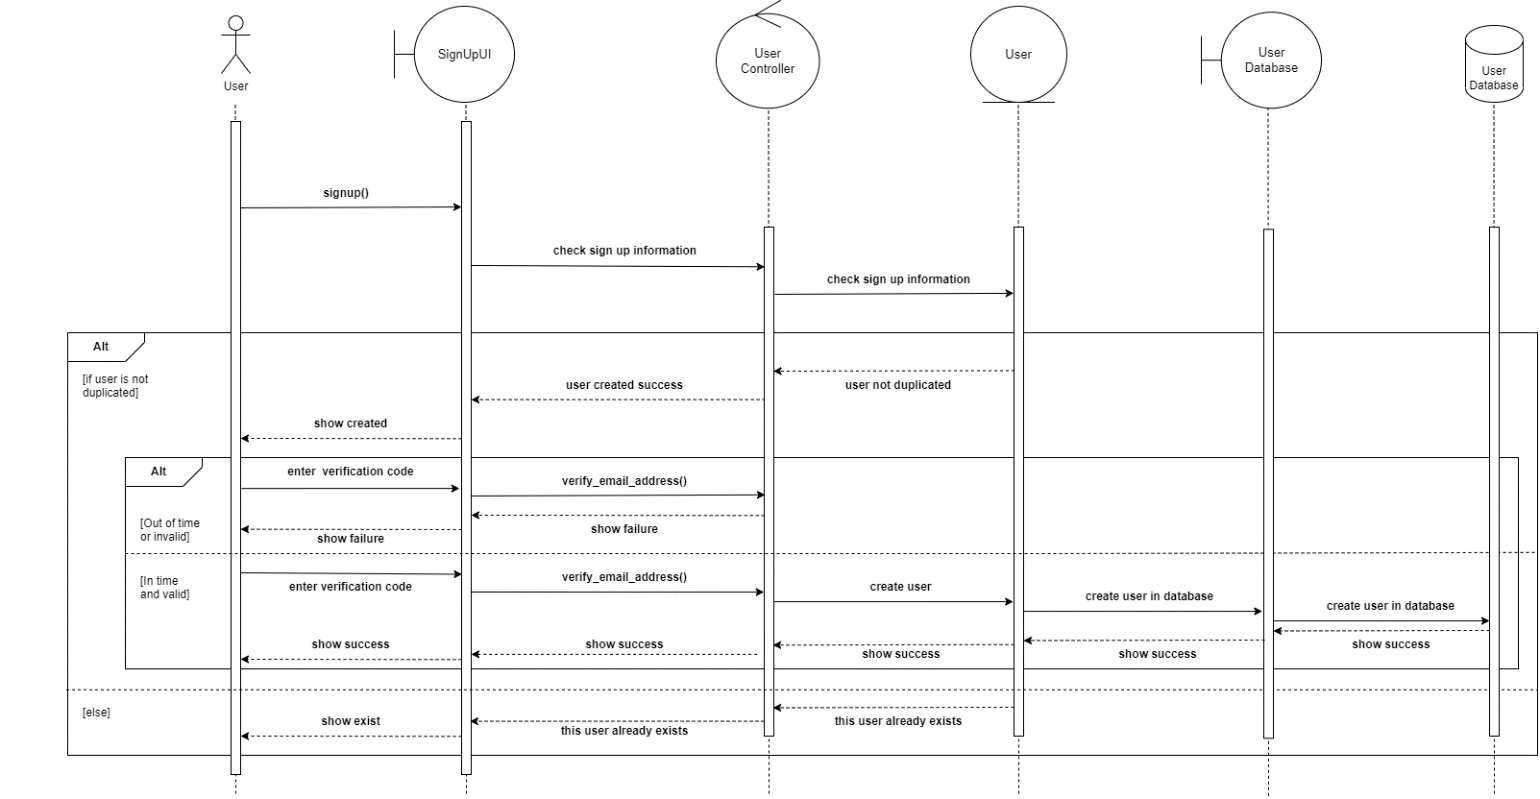 User
SignUpUI
User
Controller
User
User
Database
User
Database
signup()
check sign up information
check sign up information
Alt
[if user is not
duplicated]
user not duplicated
user created success
show created
Alt
enter  verification code
verify_email_address()
[Out of time
or invalid]
show failure
show failure
[In time
and valid]
enter verification code
verify_email_address()
create user
create user in database
create user in database
show success
show success
show success
show success
show success
[else]
show exist
this user already exists
this user already exists